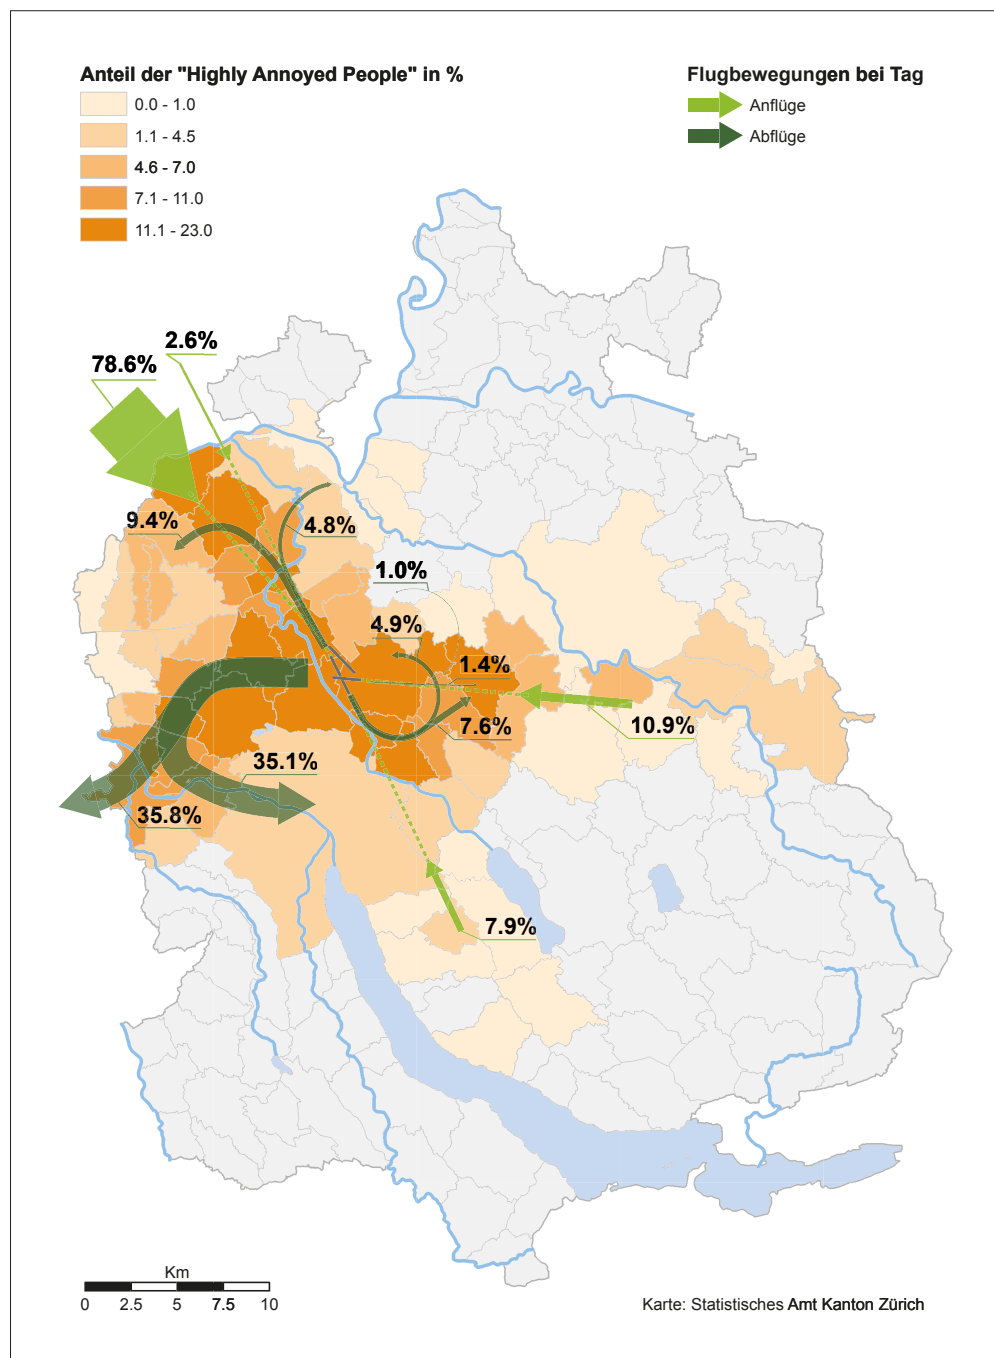 Anteil der "Highly Annoyed People" in %
0.0 - 1.0
1.1 - 4.5
4.6 - 7.0
7.1 - 11.0
11.1 - 23.0
Flugbewegungen bei Tag
Anflüge
Abflüge
2.6%
78.6%
9.4%
4.8%
1.0%
4.9%
1.4%
7.6%
10.9%
35.1%
35.8%
7.9%
Km
0 2.5 5 7.5 10
Karte: Statistisches Amt Kanton Zürich